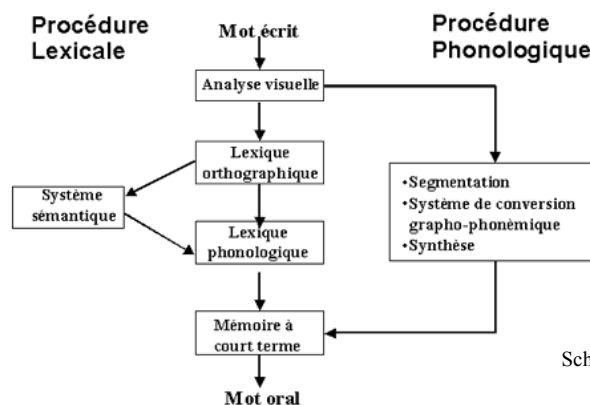 Procédure
Lexicale
Mot écrit
Procédure
Phonologique
Analyse visuelle
Lexique
orthographique
Système
sémantique
Lexique
phonologique
•Segmentation
•Système de conversion
grapho-phonèmique
•Synthèse
Mémoire à
court terme
Mot oral
Sch